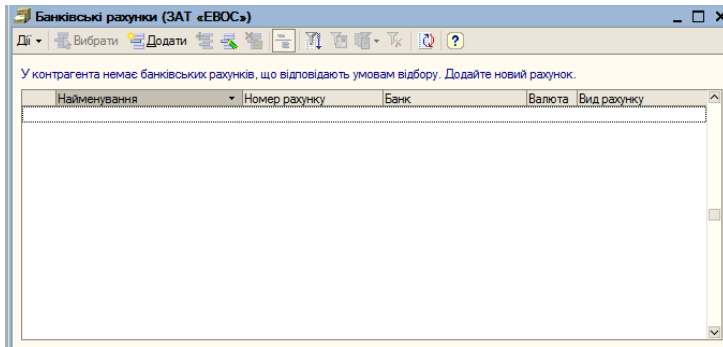 Банківські рахунки (ЗАТ «ЕВОС»)
Дії Вибрати Додати ?
У контрагента немає банківських рахунків, що відповідають умовам відбору. Додайте новий рахунок.
Найменування Номер рахунку Банк Валюта Вид рахунку